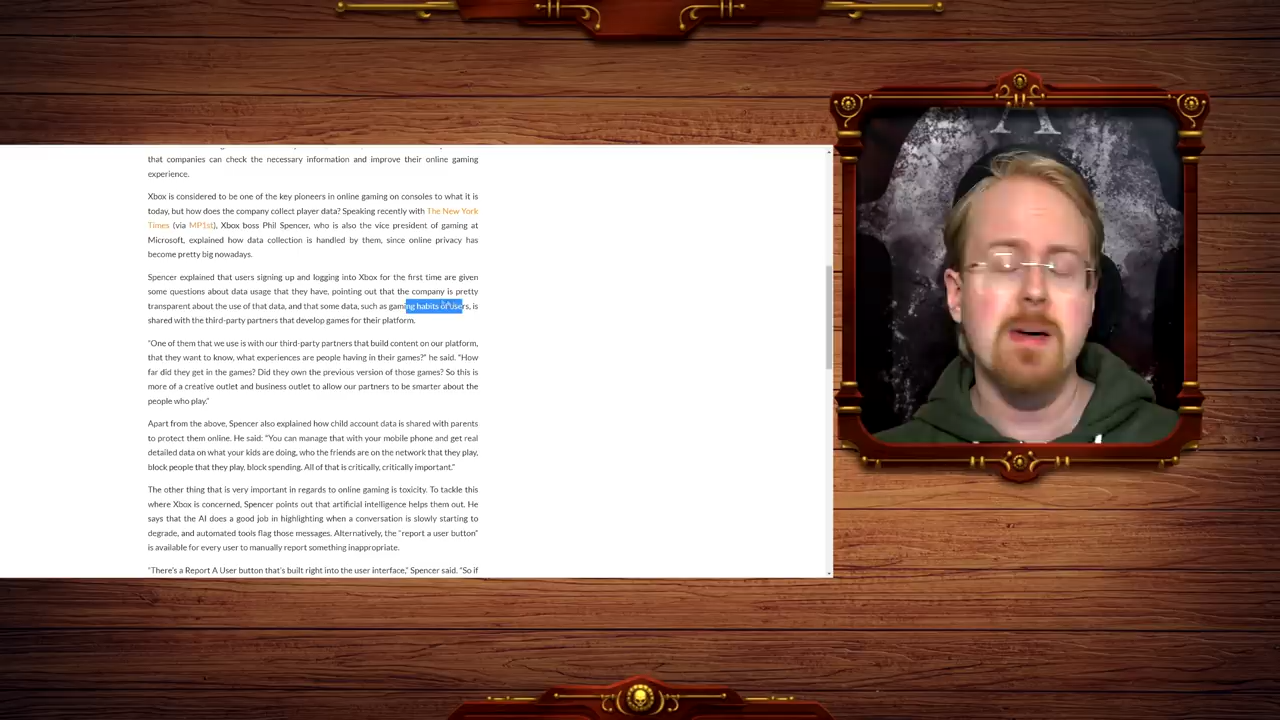 that companies can check the necessary information and improve their online gaming
experience.
Xbox is considered to be one of the key pioneers in online gaming on consoles to what it is
today, but how does the company collect player data? Speaking recently with The New York
Times (via MP1st), Xbox boss Phil Spencer, who is also the vice president of gaming at
Microsoft, explained how data collection is handled by them, since online privacy has
become pretty big nowadays.
Spencer explained that users signing up and logging into Xbox for the first time are given
some questions about data usage that they have, pointing out that the company is pretty
transparent about the use of that data, and that some data, such as gaming habits of users, is
shared with the third-party partners that develop games for their platform.
"One of them that we use is with our third-party partners that build content on our platform,
that they want to know, what experiences are people having in their games?" he said. "How
far did they get in the games? Did they own the previous version of those games? So this is
more of a creative outlet and business outlet to allow our partners to be smarter about the
people who play."
Apart from the above, Spencer also explained how child account data is shared with parents
to protect them online. He said: "You can manage that with your mobile phone and get real
detailed data on what your kids are doing, who the friends are on the network that they play,
block people that they play, block spending. All of that is critically, critically important."
The other thing that is very important in regards to online gaming is toxicity. To tackle this
where Xbox is concerned, Spencer points out that artificial intelligence helps them out. He
says that the AI does a good job in highlighting when a conversation is slowly starting to
degrade, and automated tools flag those messages. Alternatively, the "report a user button"
is available for every user to manually report something inappropriate.
"There's a Report A User button that's built right into the user interface," Spencer said. "So if